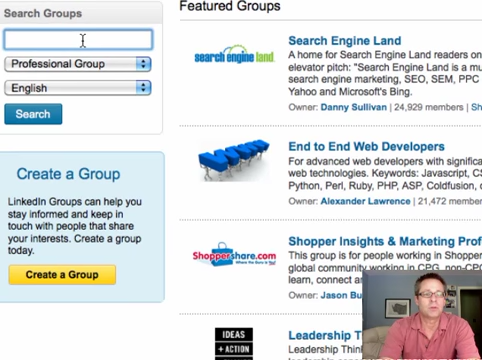 Search Groups
Professional Group
English
Search
Create a Group
LinkedIn Groups can help you
stay informed and keep in
touch with people that share
your interests. Create a group
today.
Create a Group
Featured Groups
search engine land
Search Engine Land
A home for Search Engine Land readers on
elevator pitch: "Search Engine Land is a mu
search engine marketing, SEO, SEM, PPC
Yahoo and Microsoft's Bing.
Owner: Danny Sullivan | 24,929 members | Sh
WWW.
End to End Web Developers
For advanced web developers with significa
web technologies. Keywords: Javascript, CS
Python, Perl, Ruby, PHP, ASP, Coldfusion,
Owner: Alexander Lawrence | 21,472 member
Shoppershare.com
Shopper Insights & Marketing Prof
This group is for people working in Shopper
global community working in CPG, non-CPG
learn, connect an
Owner: Jason Bu
IDEAS
+ ACTION
Leadership T
Leadership Think